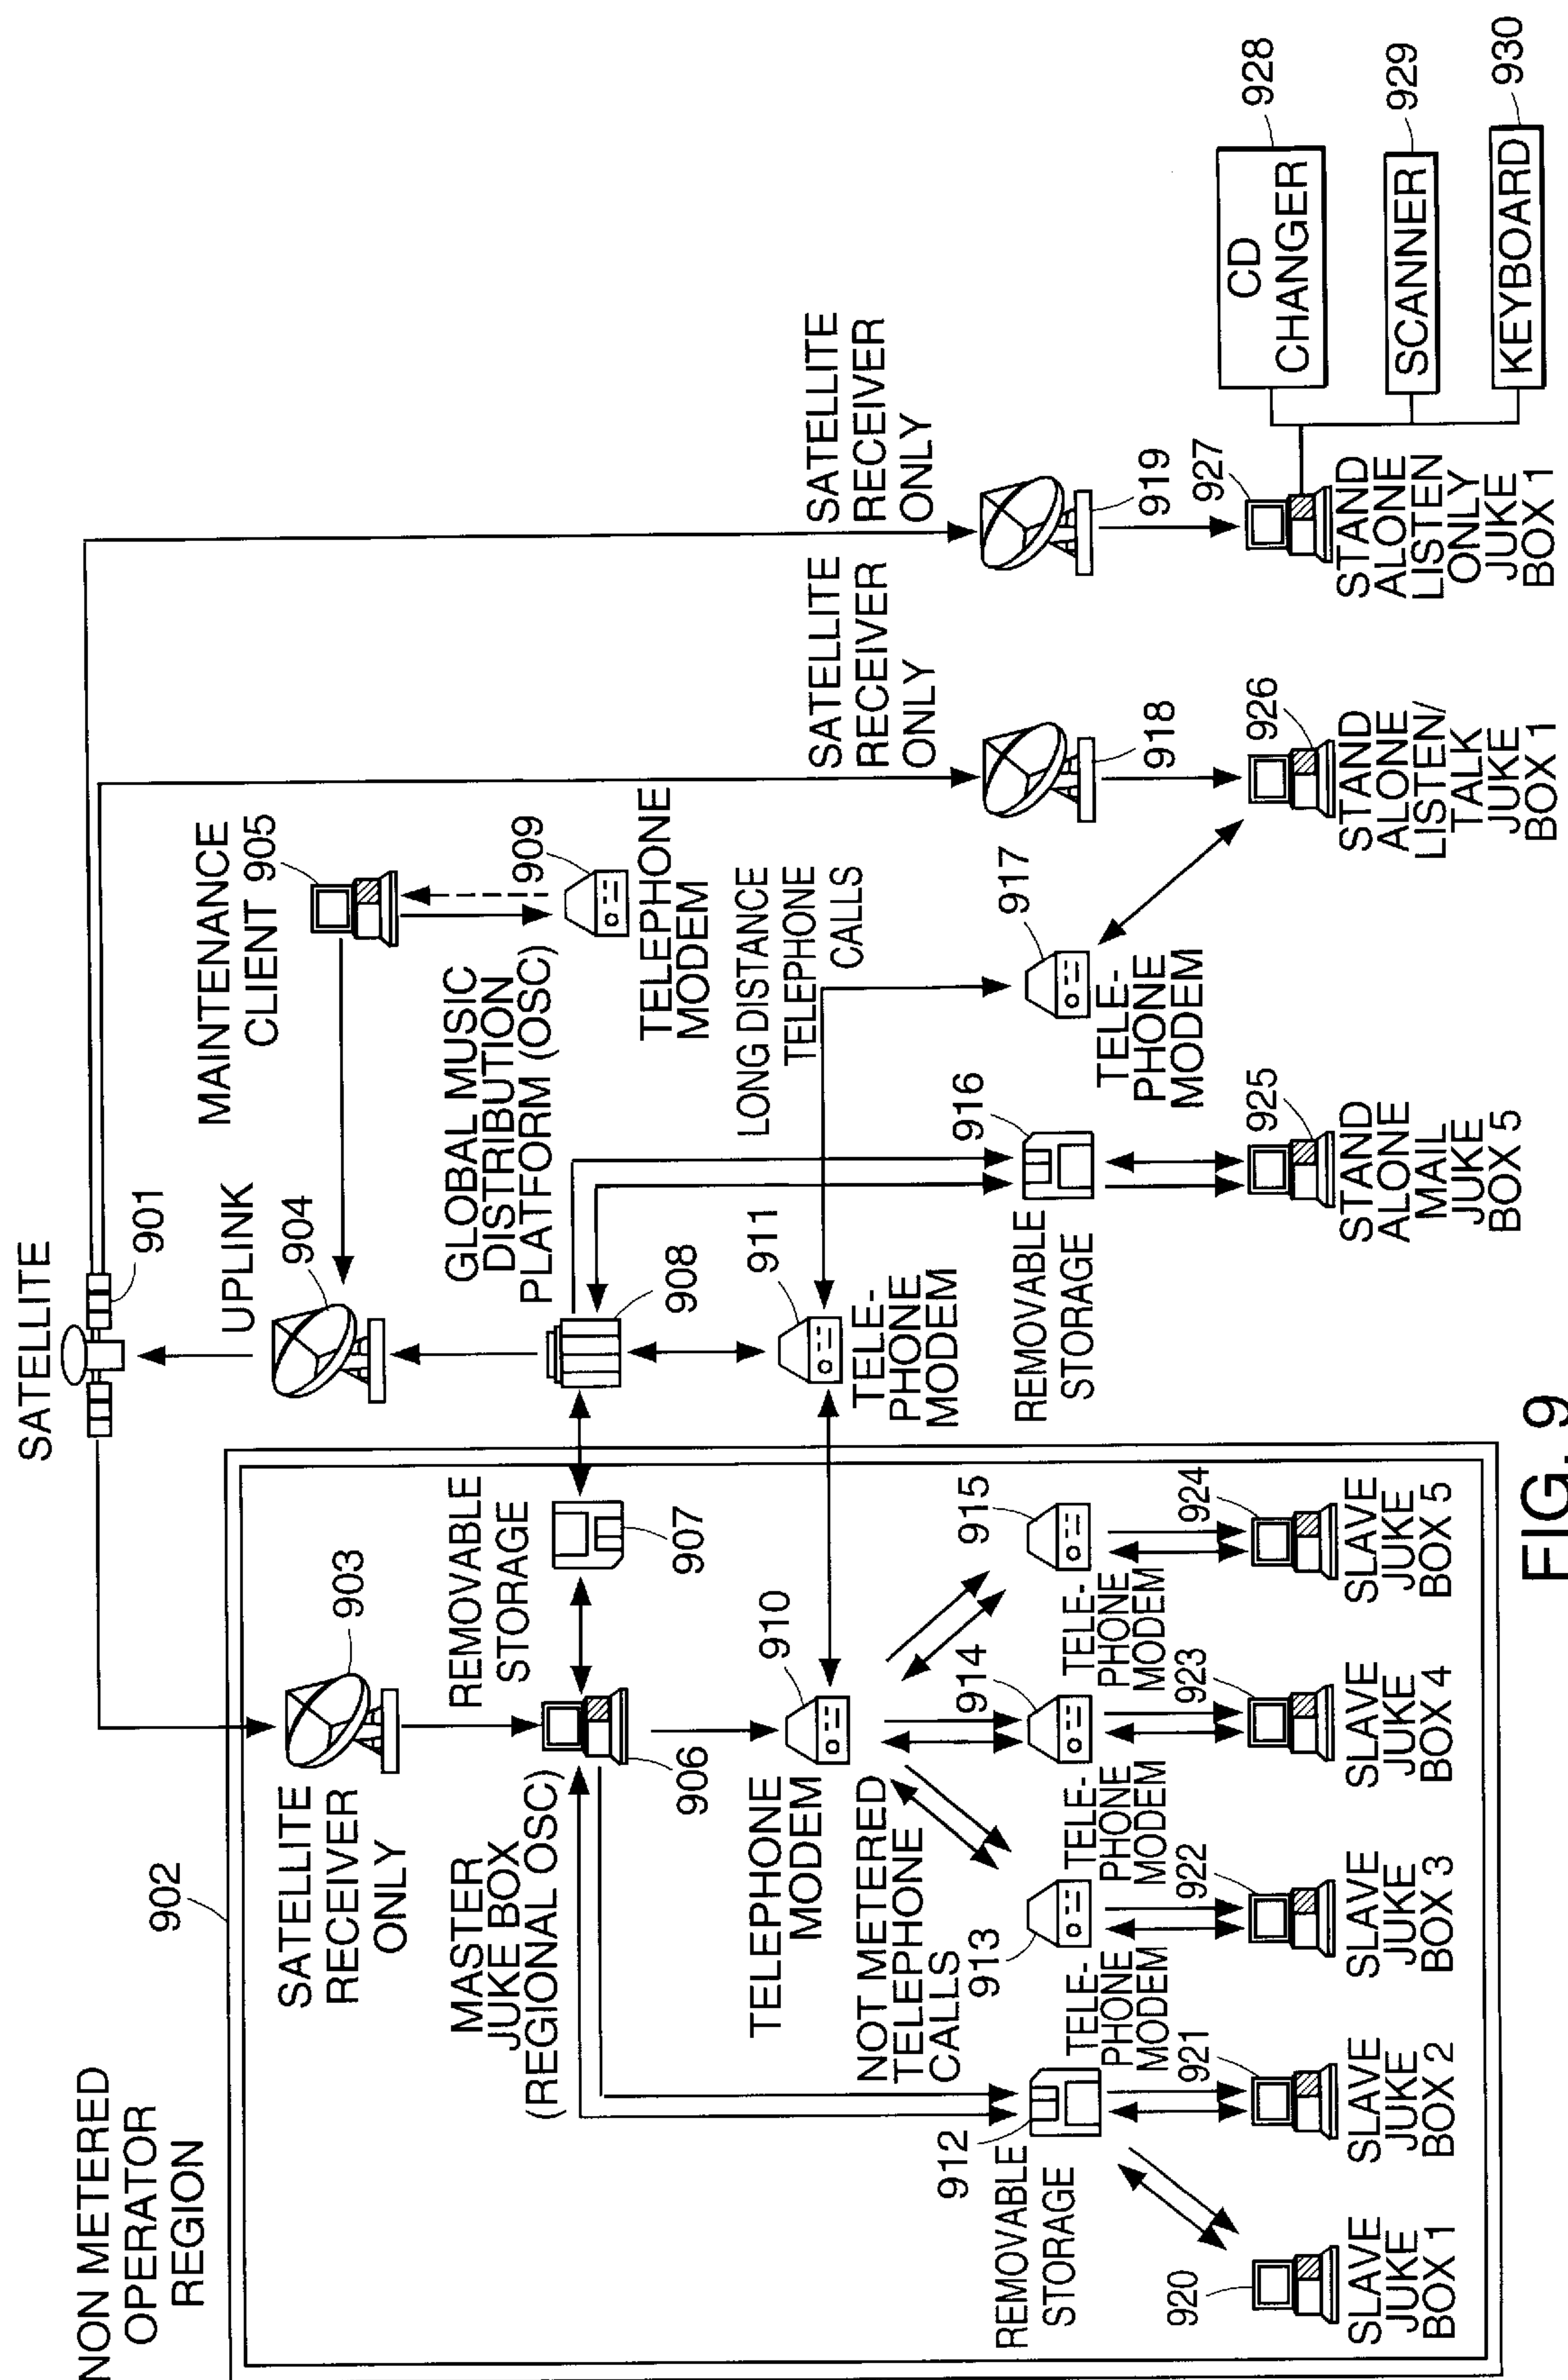 NON METERED
OPERATOR
REGION
902
SATELLITE
901
SATELLITE
RECEIVER
ONLY
903
UPLINK
904
MAINTENANCE
CLIENT 905
MASTER
JUKE BOX
(REGIONAL OSC)
906
REMOVABLE
STORAGE
907
GLOBAL MUSIC
DISTRIBUTION
PLATFORM (OSC)
908
909
TELEPHONE
MODEM
TELEPHONE
MODEM
910
911
TELE-
PHONE
MODEM
LONG DISTANCE
TELEPHONE
CALLS
SATELLITE
RECEIVER
ONLY
SATELLITE
RECEIVER
ONLY
NOT METERED
TELEPHONE
CALLS
912
REMOVABLE
STORAGE
913
TELE-
PHONE
MODEM
914
TELE-
PHONE
MODEM
915
TELE-
PHONE
MODEM
916
REMOVABLE
STORAGE
917
TELE-
PHONE
MODEM
918
919
920
SLAVE
JUKE
BOX 1
921
SLAVE
JUKE
BOX 2
922
SLAVE
JUKE
BOX 3
923
SLAVE
JUKE
BOX 4
924
SLAVE
JUKE
BOX 5
925
STAND
ALONE
MAIL
JUKE
BOX 5
926
STAND
ALONE
LISTEN/
TALK
JUKE
BOX 1
927
STAND
ALONE
LISTEN
ONLY
JUKE
BOX 1
CD
CHANGER
928
SCANNER
929
KEYBOARD
930
FIG. 9